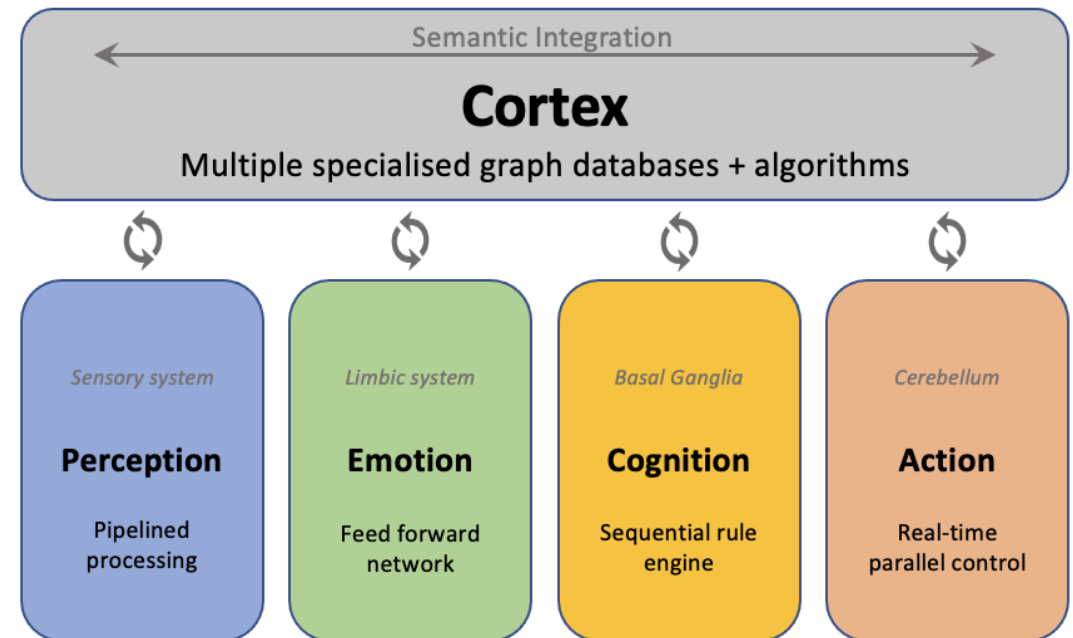 Semantic Integration
Cortex
Multiple specialised graph databases + algorithms
Sensory system
Perception
Pipelined
processing
Limbic system
Emotion
Feed forward
network
Basal Ganglia
Cognition
Sequential rule
engine
Cerebellum
Action
Real-time
parallel control